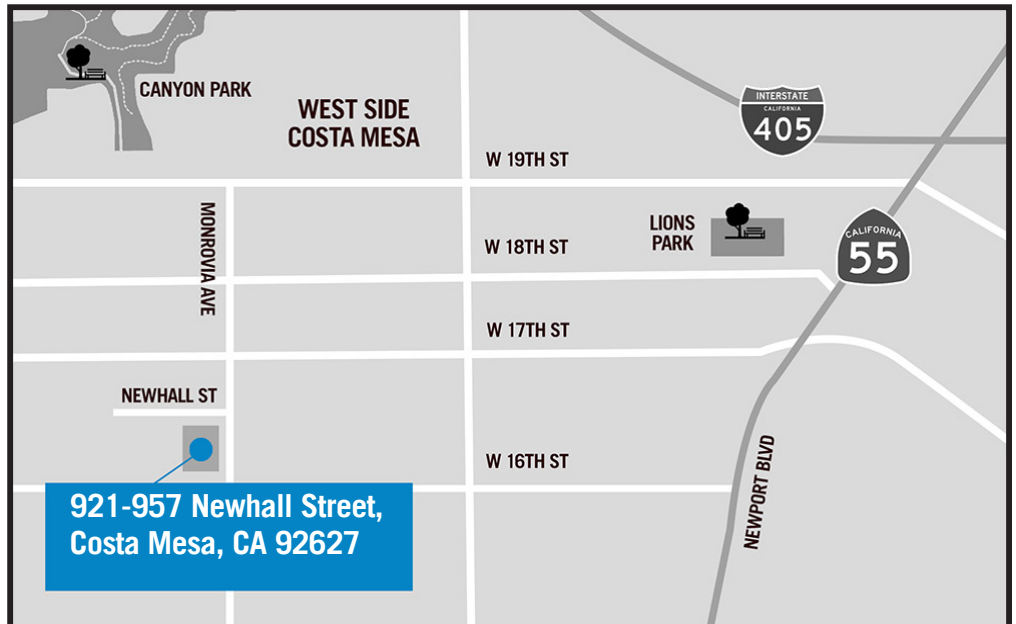 CANYON PARK
WEST SIDE
COSTA MESA
INTERSTATE
CALIFORNIA
405
W 19TH ST
MONROVIA AVE
LIONS
PARK
W 18TH ST
CALIFORNIA
55
W 17TH ST
NEWHALL ST
W 16TH ST
NEWPORT BLVD
921-957 Newhall Street,
Costa Mesa, CA 92627